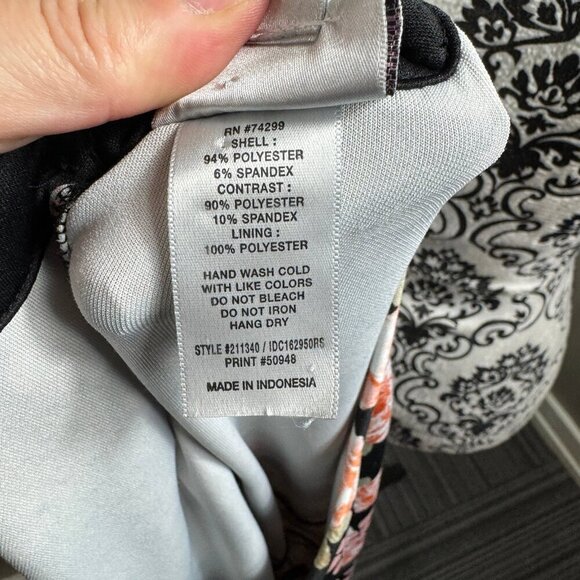 RN #74299
SHELL :
94% POLYESTER
6% SPANDEX
CONTRAST :
90% POLYESTER
10% SPANDEX
LINING :
100% POLYESTER
HAND WASH COLD
WITH LIKE COLORS
DO NOT BLEACH
DO NOT IRON
HANG DRY
STYLE #211340 / IDC162950RS
PRINT #50948
MADE IN INDONESIA